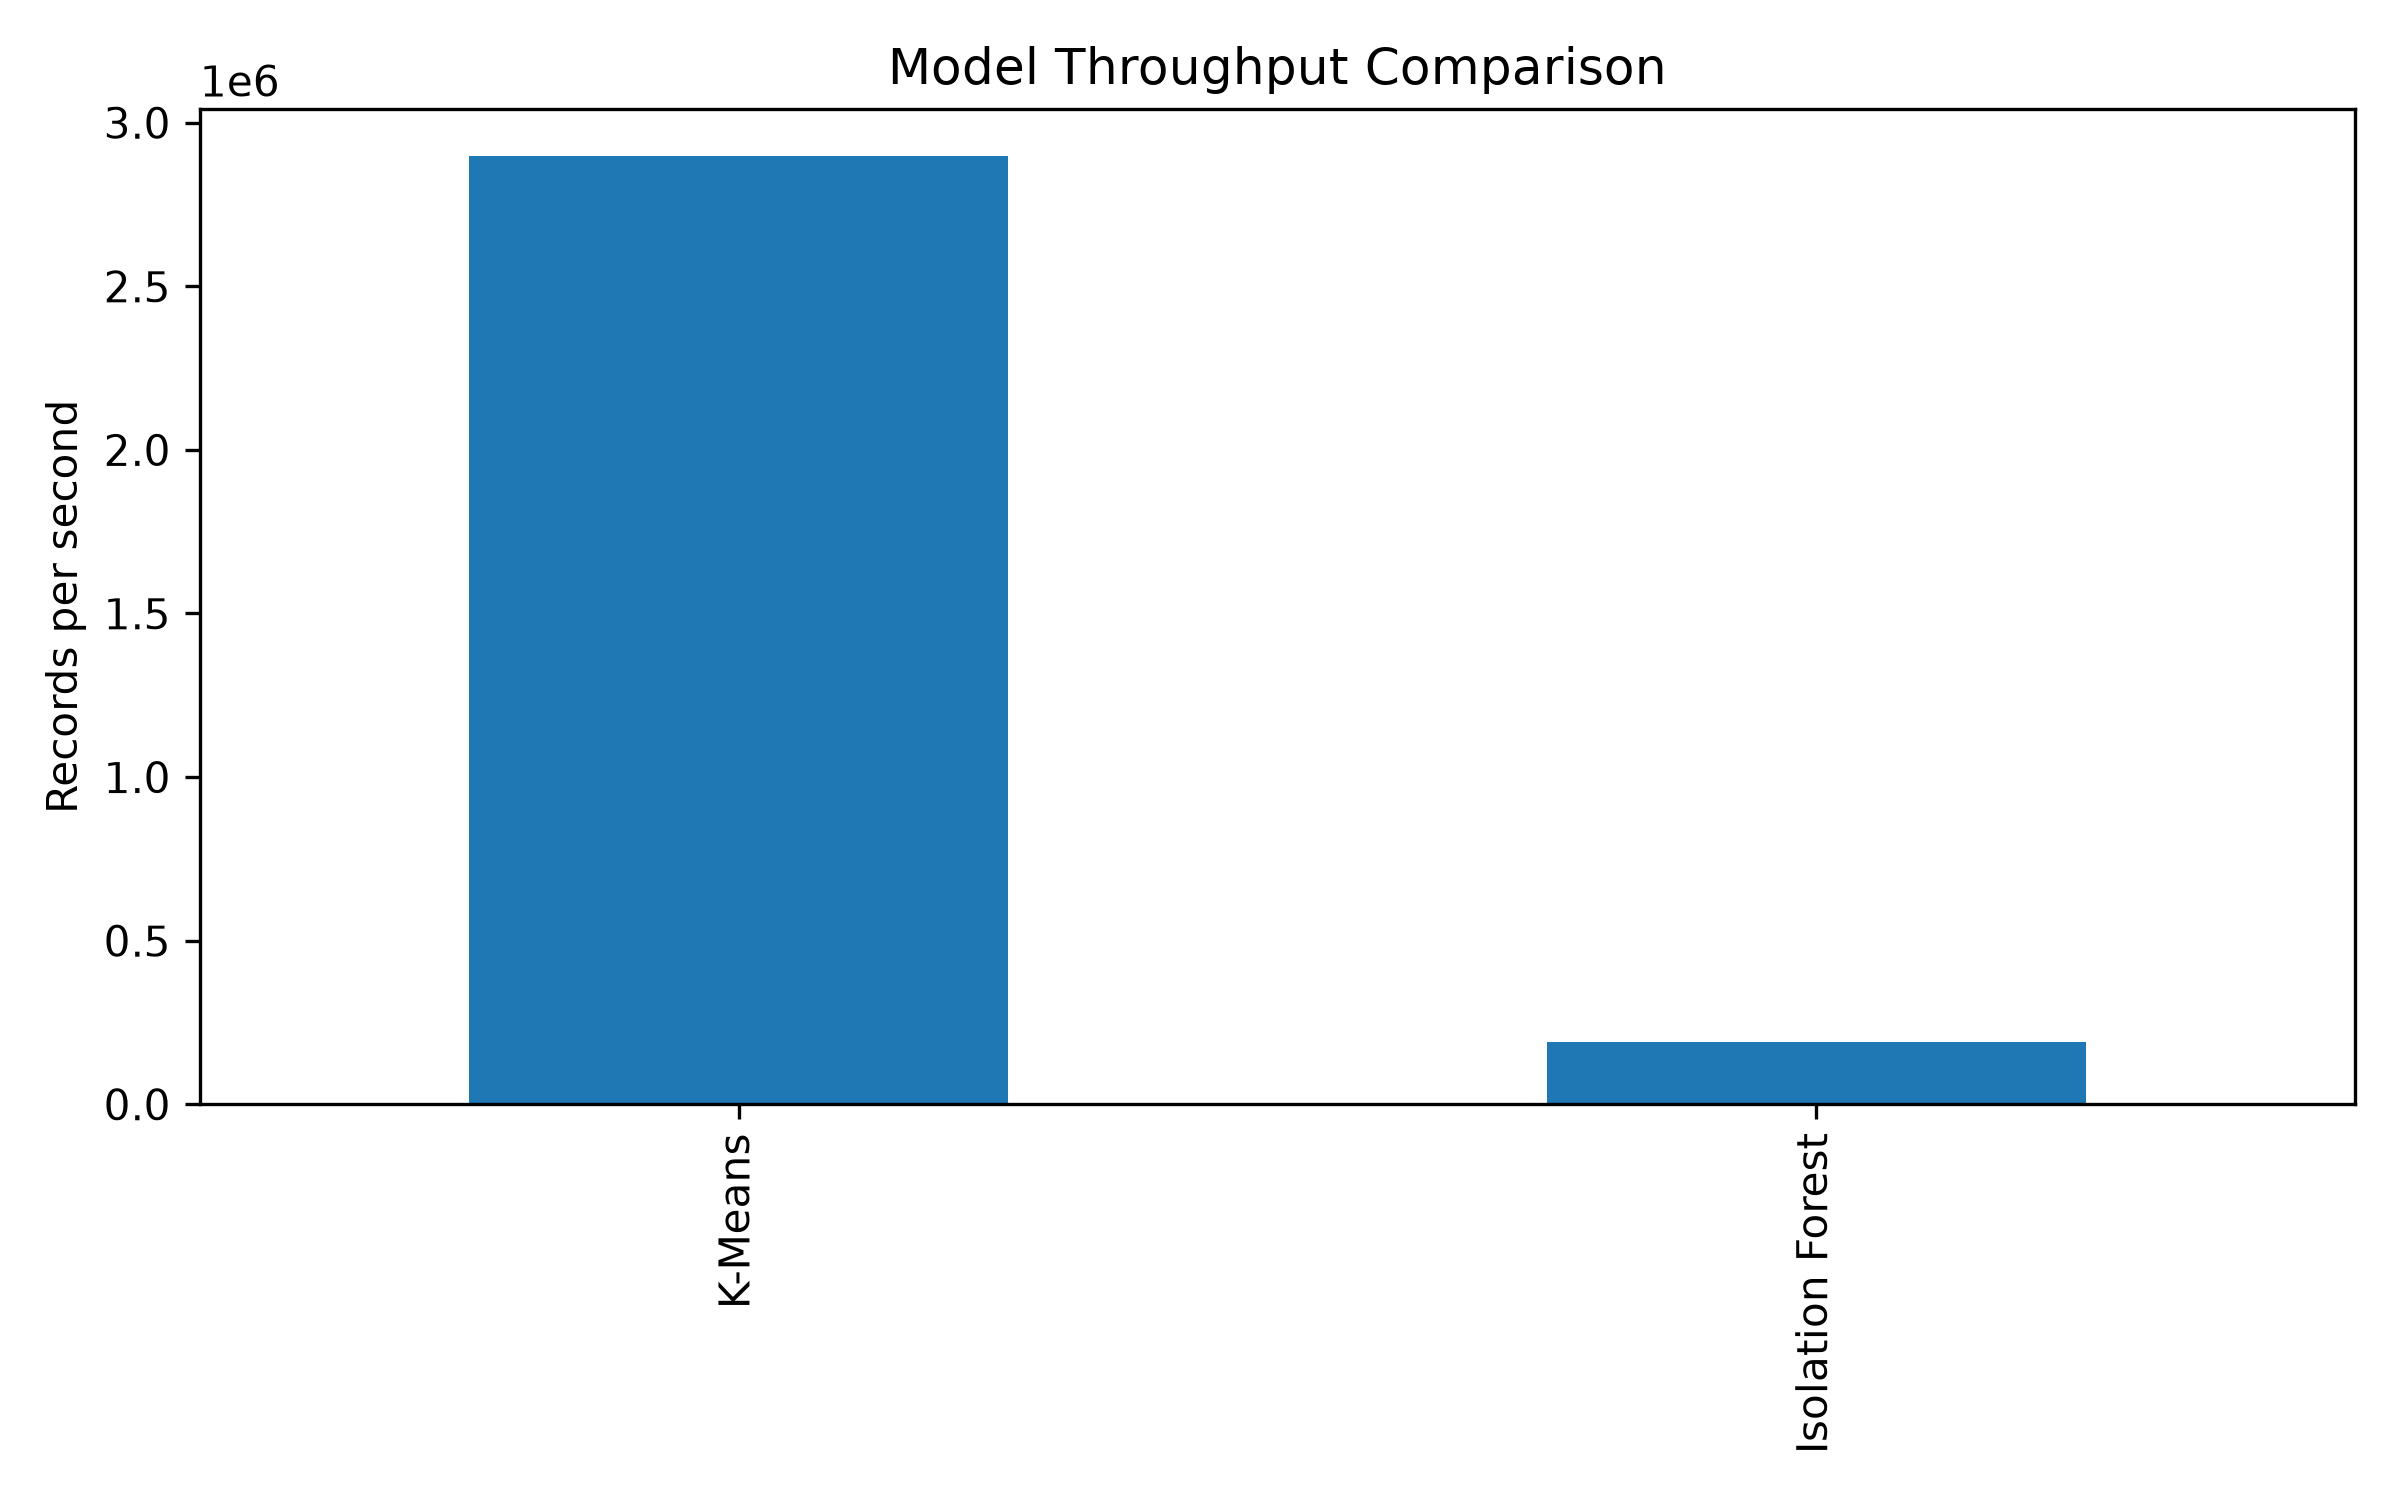 Model Throughput Comparison
1e6
3.0
2.5
2.0
1.5
1.0
0.5
0.0
Records per second
K-Means
Isolation Forest